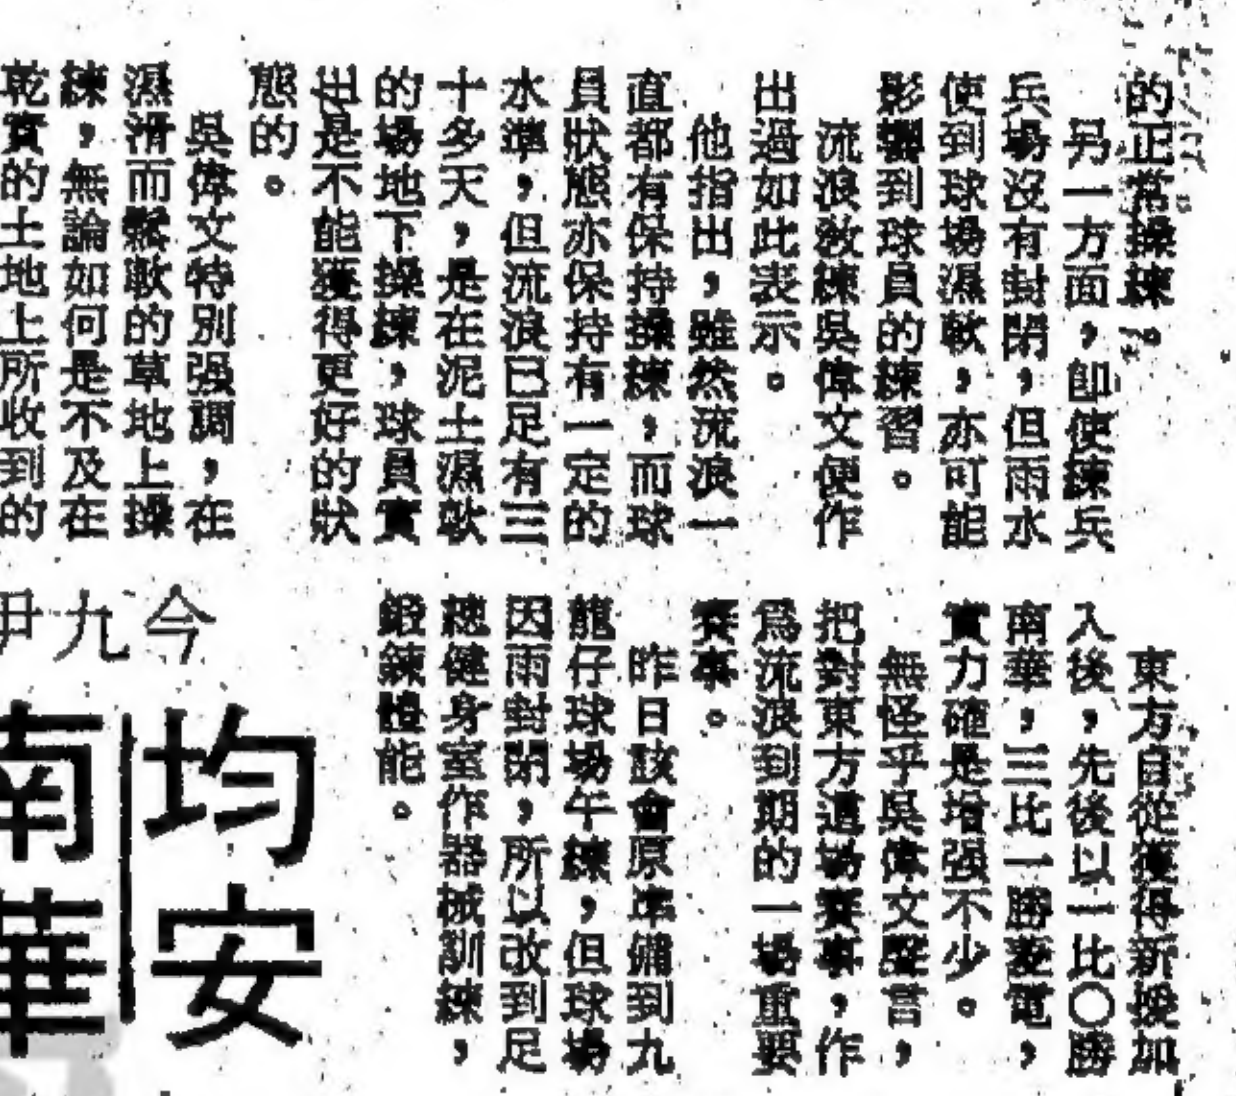 的正常操練？
另一方面，卽使練兵
兵場沒有封閉，但雨水
使到球場濕軟，亦可能
影響到球員的練習。
流浪教練吳偉文便作
出過如此表示。
他指出，雖然流浪一
直都有保持操練，而球
員狀態亦保持有一定的
水準，但流浪已足有三
十多天，是在泥土濕軟
的場地下操練，球員實
出是不能獲得更好的狀
態的。
吳偉文特別强調，在
濕滑而鬆軟的草地上操
練，無論如何是不及在
乾實的土地上所收到的
東方自從獲得新援加
入後，先後以一比〇勝
南華，三比一勝菱電，
實力確是增强不少。
無怪乎吳偉文聲言，
把對東方這場賽事，作
爲流浪到期的一場重要
賽事。
昨日該會原準備到九
龍仔球場午練，但球場
因雨封閉，所以改到足
總健身室作器械訓練，
鍛鍊體能。
今
九
均安
南華